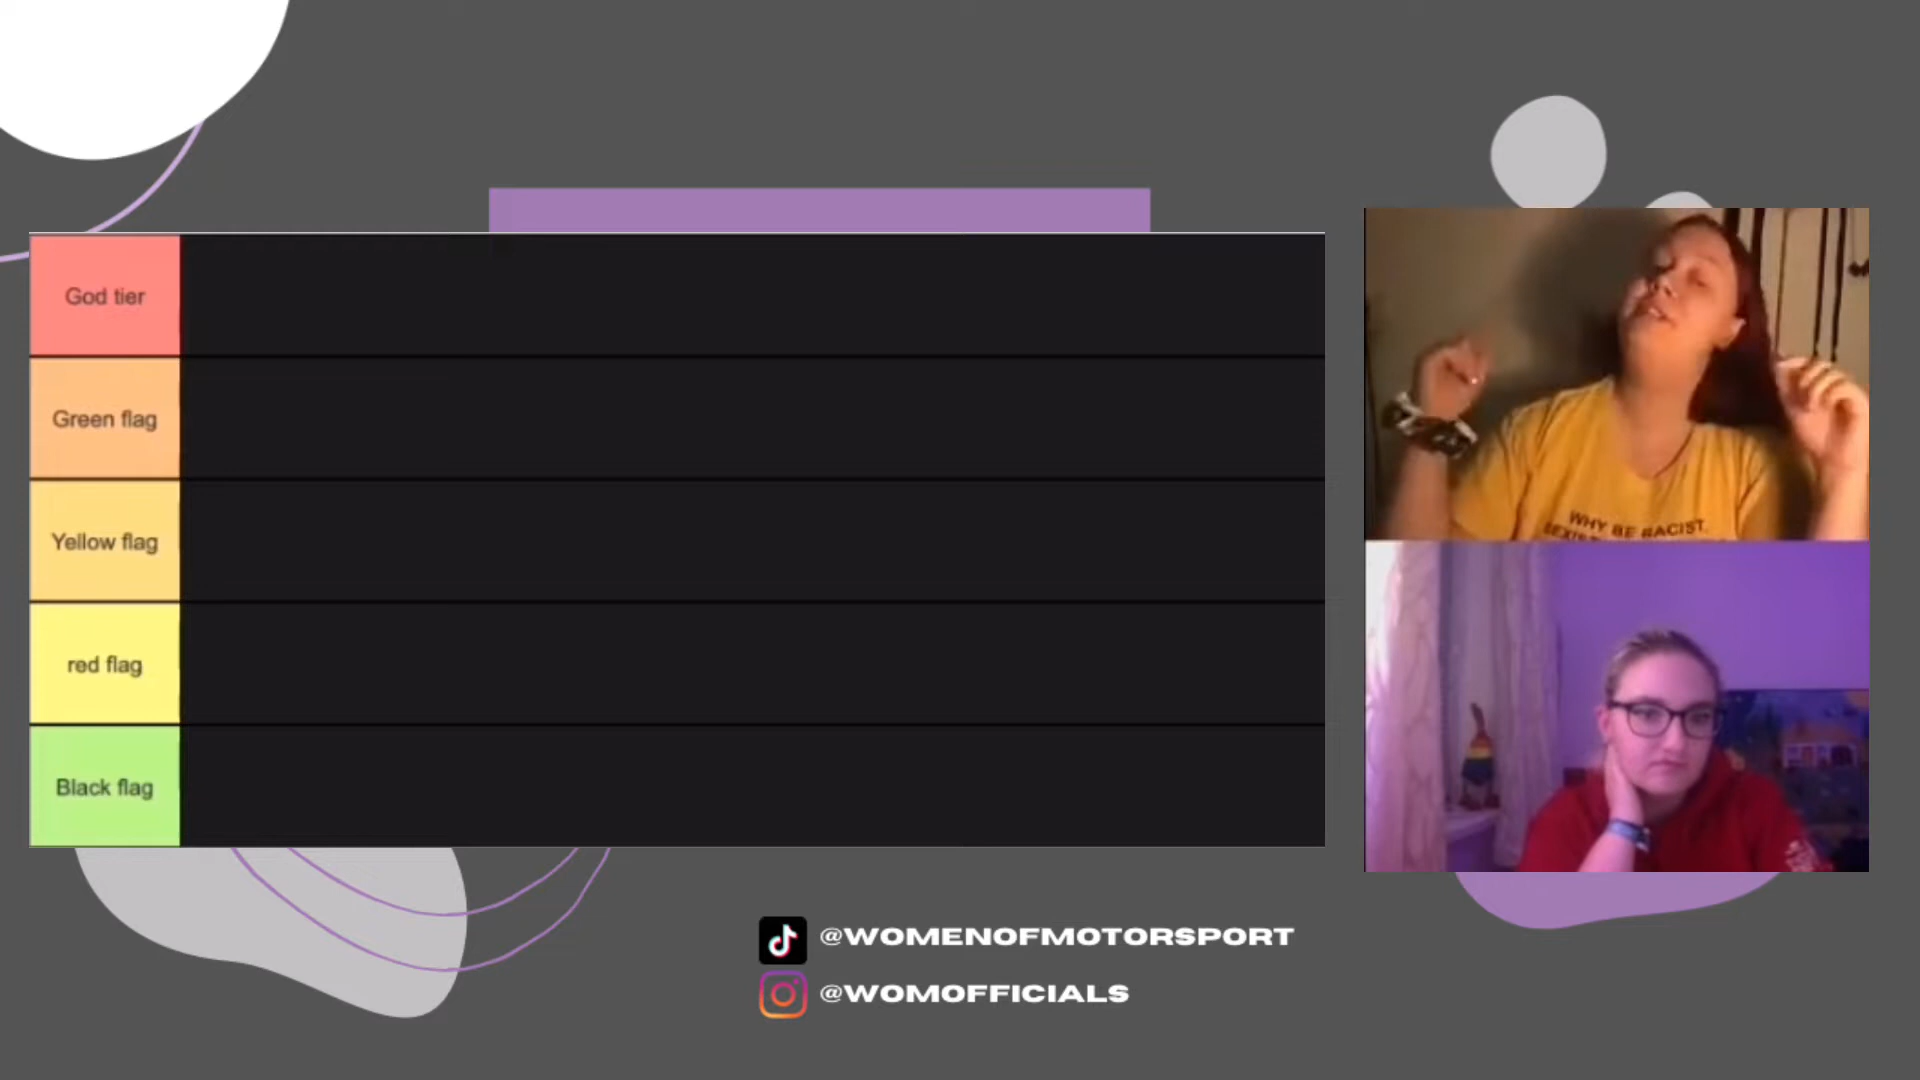 God tier
Green flag
Yellow flag
red flag
Black flag
WHY BE RACIST,
@WOMENOFMOTORSPORT
@WOMOFFICIALS